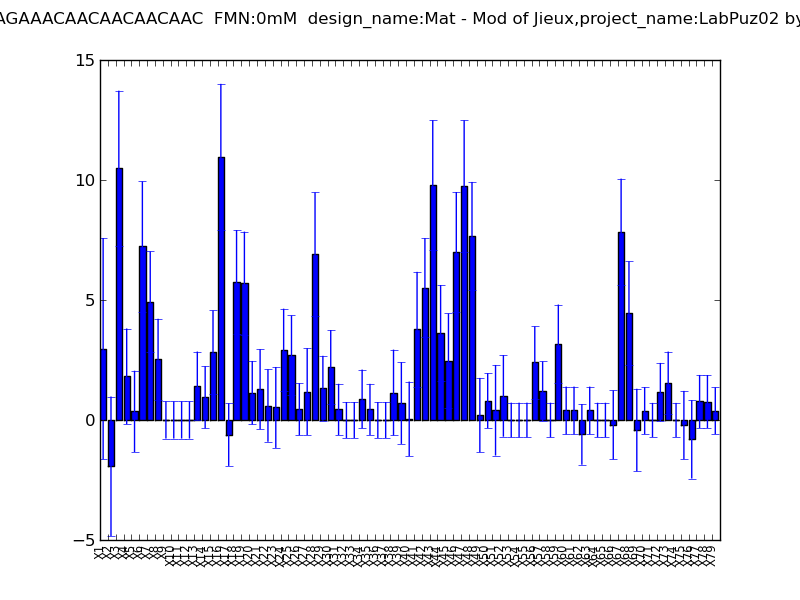 AGAAACAACAACAACAAC FMN:0mM design_name:Mat - Mod of Jieux,project_name:LabPuz02 by
15
10
5
0
−5
X1 X2 X3 X4 X5 X6 X7 X8 X9 X10 X11 X12 X13 X14 X15 X16 X17 X18 X19 X20 X21 X22 X23 X24 X25 X26 X27 X28 X29 X30 X31 X32 X33 X34 X35 X36 X37 X38 X39 X40 X41 X42 X43 X44 X45 X46 X47 X48 X49 X50 X51 X52 X53 X54 X55 X56 X57 X58 X59 X60 X61 X62 X63 X64 X65 X66 X67 X68 X69 X70 X71 X72 X73 X74 X75 X76 X77 X78 X79